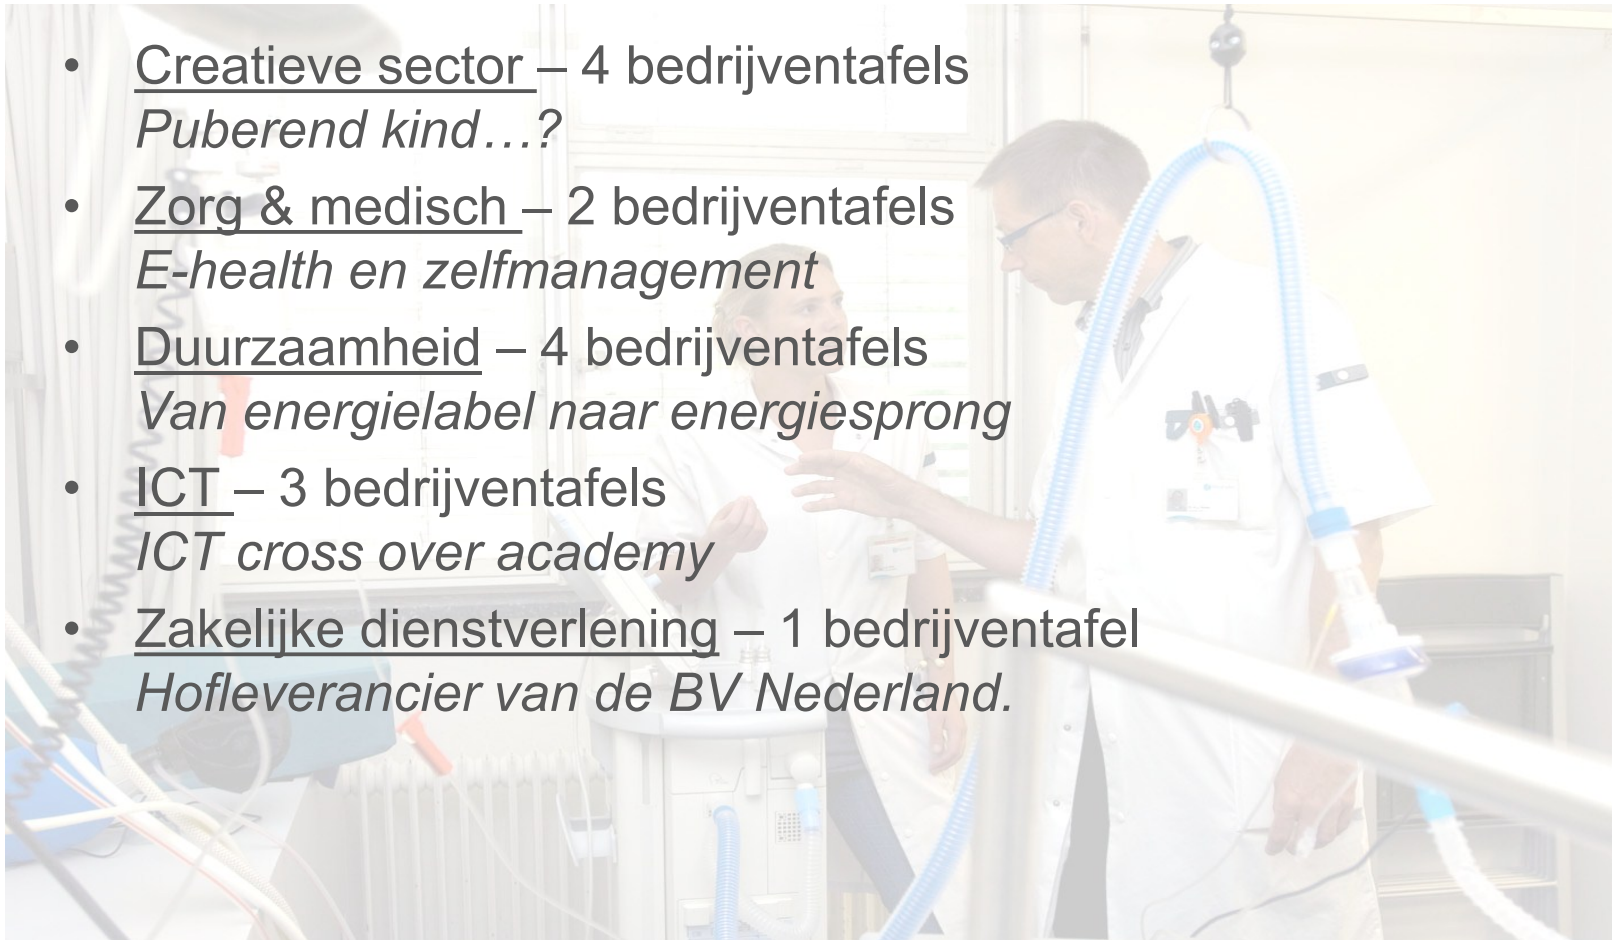 • Creatieve sector – 4 bedrijventafels
Puberend kind…?
• Zorg & medisch – 2 bedrijventafels
E-health en zelfmanagement
• Duurzaamheid – 4 bedrijventafels
Van energielabel naar energiesprong
• ICT – 3 bedrijventafels
ICT cross over academy
• Zakelijke dienstverlening – 1 bedrijventafel
Hofleverancier van de BV Nederland.